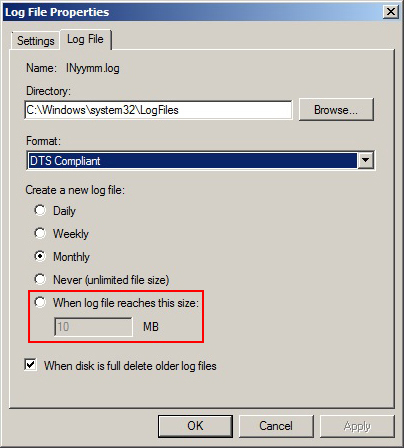 Log File Properties
Settings
Log File
Name: INyymm.log
Directory:
C:\Windows\system32\LogFiles
Browse...
Format:
DTS Compliant
Create a new log file:
Daily
Weekly
Monthly
Never (unlimited file size)
When log file reaches this size:
10 MB
When disk is full delete older log files
OK Cancel Apply